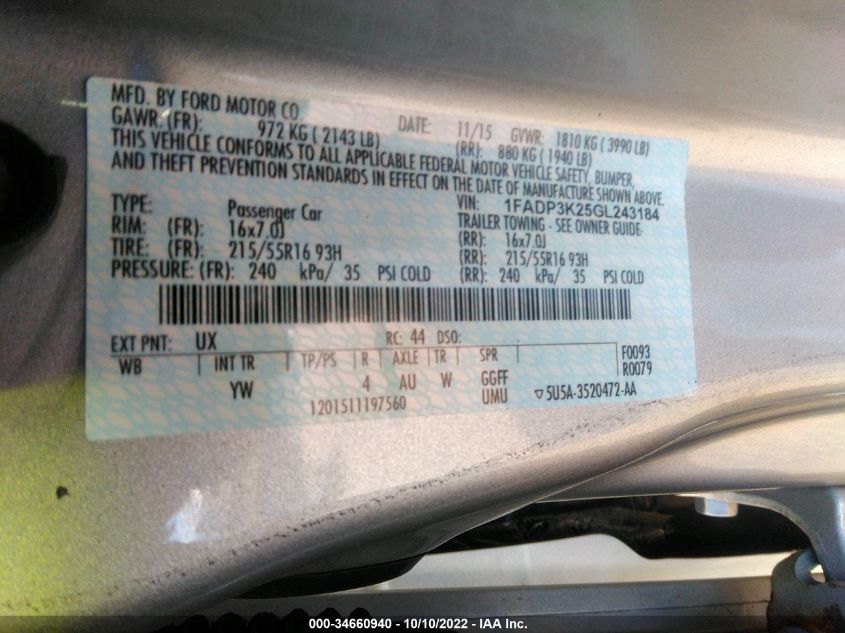 MFD. BY FORD MOTOR CO.
DATE: 11/15 GVWR: 1810 KG ( 3990 LB)
GAWR: (FR): 972 KG ( 2143 LB) (RR): 880 KG ( 1940 LB)
THIS VEHICLE CONFORMS TO ALL APPLICABLE FEDERAL MOTOR VEHICLE SAFETY, BUMPER,
AND THEFT PREVENTION STANDARDS IN EFFECT ON THE DATE OF MANUFACTURE SHOWN ABOVE.
VIN: 1FADP3K25GL243184
TYPE: Passenger Car TRAILER TOWING - SEE OWNER GUIDE-
RIM: (FR): 16x7.0J (RR): 16x7.0J
TIRE: (FR): 215/55R16 93H (RR): 215/55R16 93H
PRESSURE: (FR): 240 kPa/ 35 PSI COLD (RR): 240 kPa/ 35 PSI COLD
EXT PNT: UX RC: 44 DSO:
WB INT TR TP/PS R AXLE TR SPR F0093
YW 4 AU W GGFF R0079
1201511197560 UMU ▽5U5A-3520472-AA
000-34660940 - 10/10/2022 - IAA Inc.